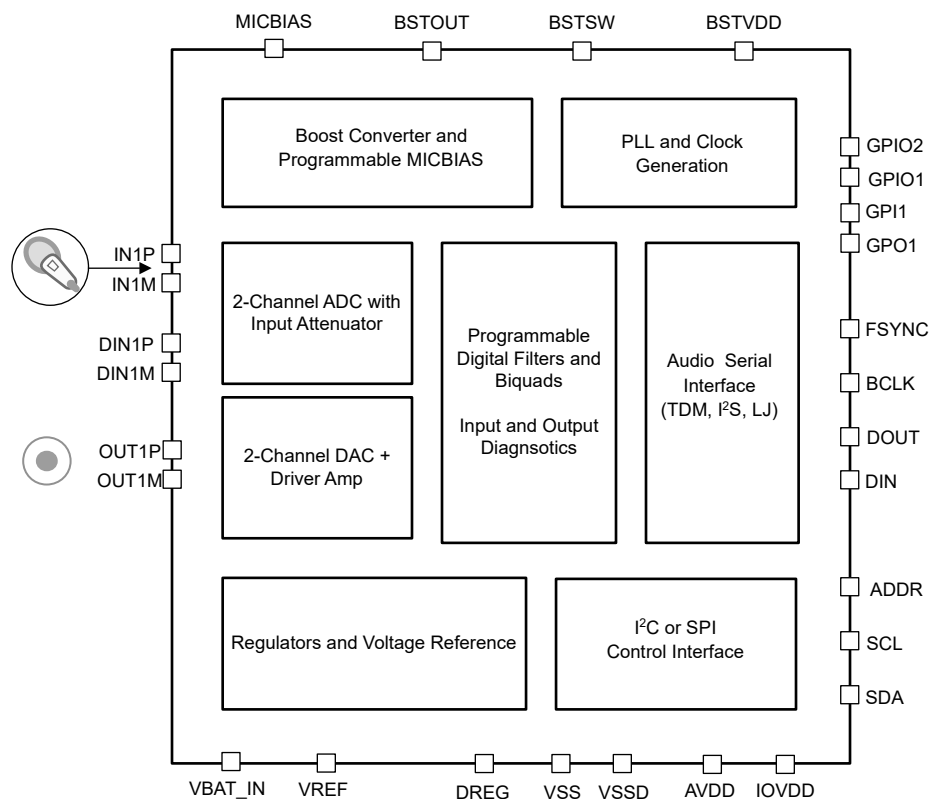 MICBIAS
BSTOUT
BSTSW
BSTVDD
Boost Converter and
Programmable MICBIAS
PLL and Clock
Generation
GPIO2
GPIO1
GPI1
GPO1
IN1P
IN1M
DIN1P
DIN1M
OUT1P
OUT1M
2-Channel ADC with
Input Attenuator
2-Channel DAC +
Driver Amp
Programmable
Digital Filters and
Biquads
Input and Output
Diagnsotics
Audio Serial
Interface
(TDM, I²S, LJ)
FSYNC
BCLK
DOUT
DIN
Regulators and Voltage Reference
I²C or SPI
Control Interface
ADDR
SCL
SDA
VBAT_IN
VREF
DREG
VSS
VSSD
AVDD
IOVDD